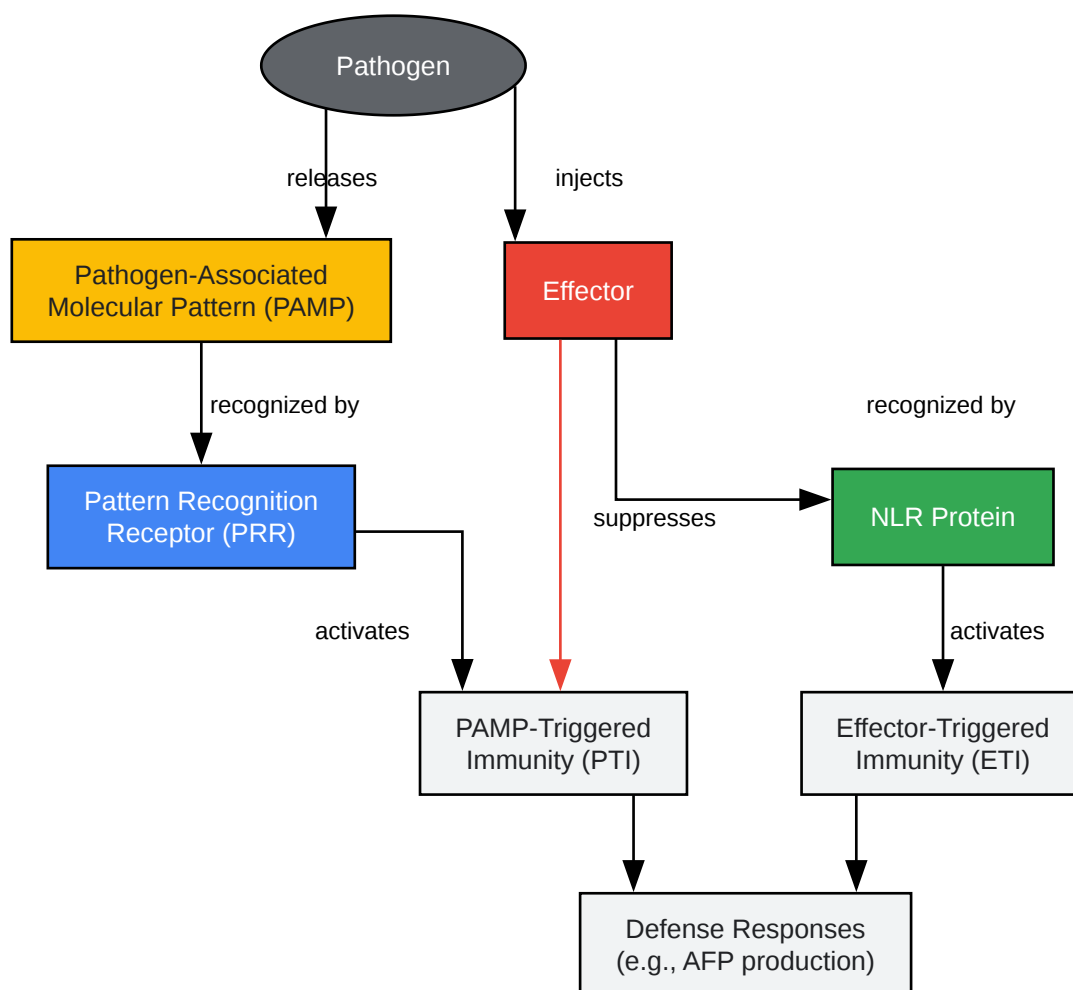 Pathogen
releases
injects
Pathogen-Associated
Molecular Pattern (PAMP)
Effector
recognized by
recognized by
Pattern Recognition
Receptor (PRR)
suppresses
NLR Protein
activates
activates
PAMP-Triggered
Immunity (PTI)
Effector-Triggered
Immunity (ETI)
Defense Responses
(e.g., AFP production)